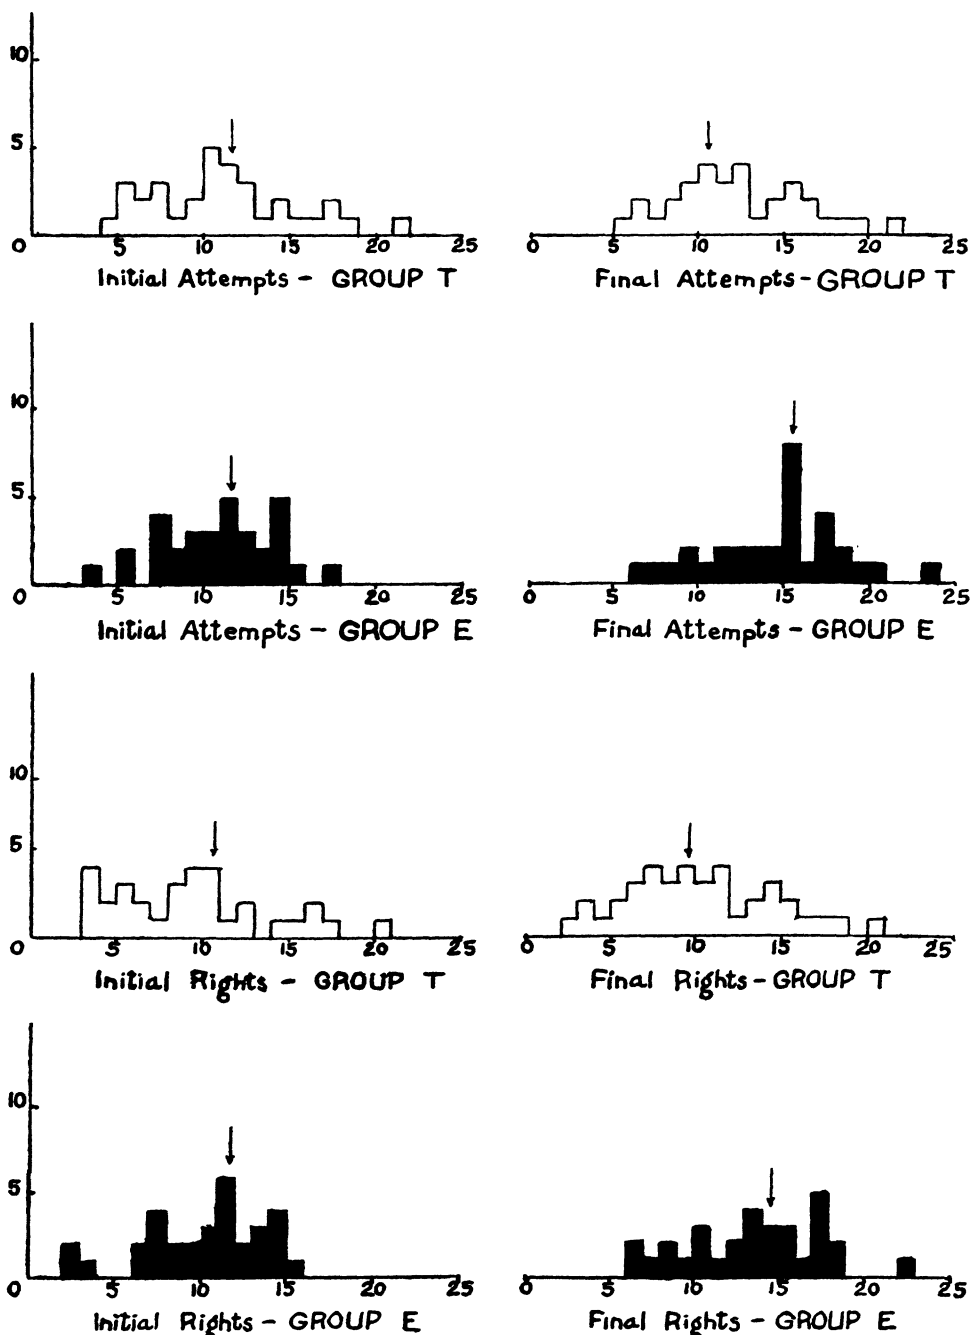 10
5
0 5 10 15 20 25 0 5 10 15 20 25
Initial Attempts - GROUP T Final Attempts - GROUP T
10
5
0 5 10 15 20 25 0 5 10 15 20 25
Initial Attempts - GROUP E Final Attempts - GROUP E
10
5
0 5 10 15 20 25 0 5 10 15 20 25
Initial Rights - GROUP T Final Rights - GROUP T
10
5
0 5 10 15 20 25 0 5 10 15 20 25
Initial Rights - GROUP E Final Rights - GROUP E